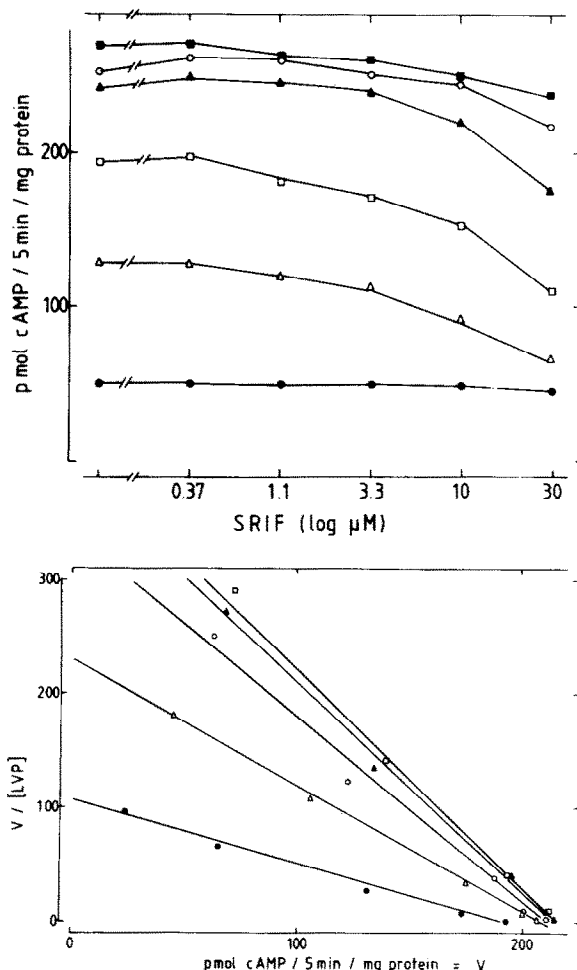 pmol cAMP / 5 min / mg protein
200
100
0.37 1.1 3.3 10 30
SRIF (log μM)
V / [LVP]
300
200
100
0
0 100 200
pmol cAMP / 5 min / mg protein = V